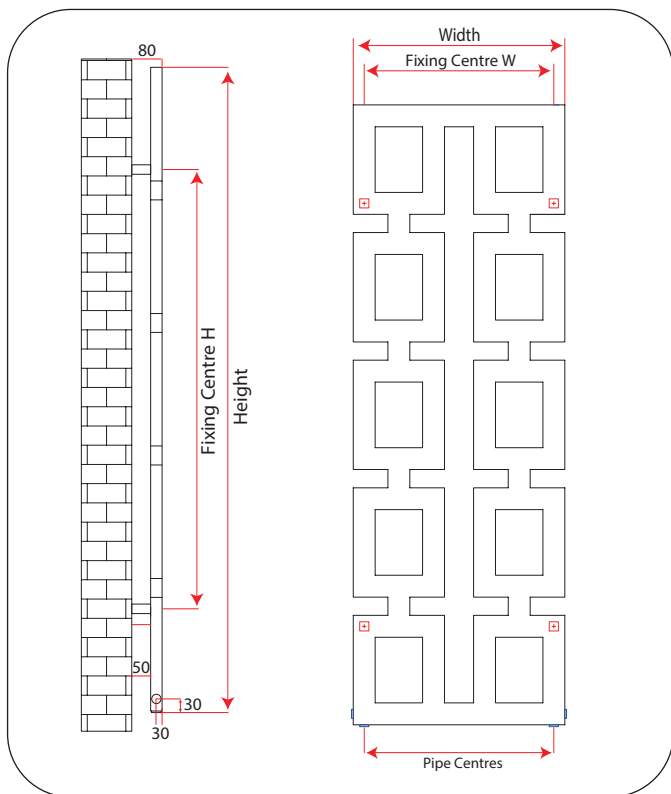 80
Width
Fixing Centre W
Fixing Centre H
Height
50
30
30
Pipe Centres